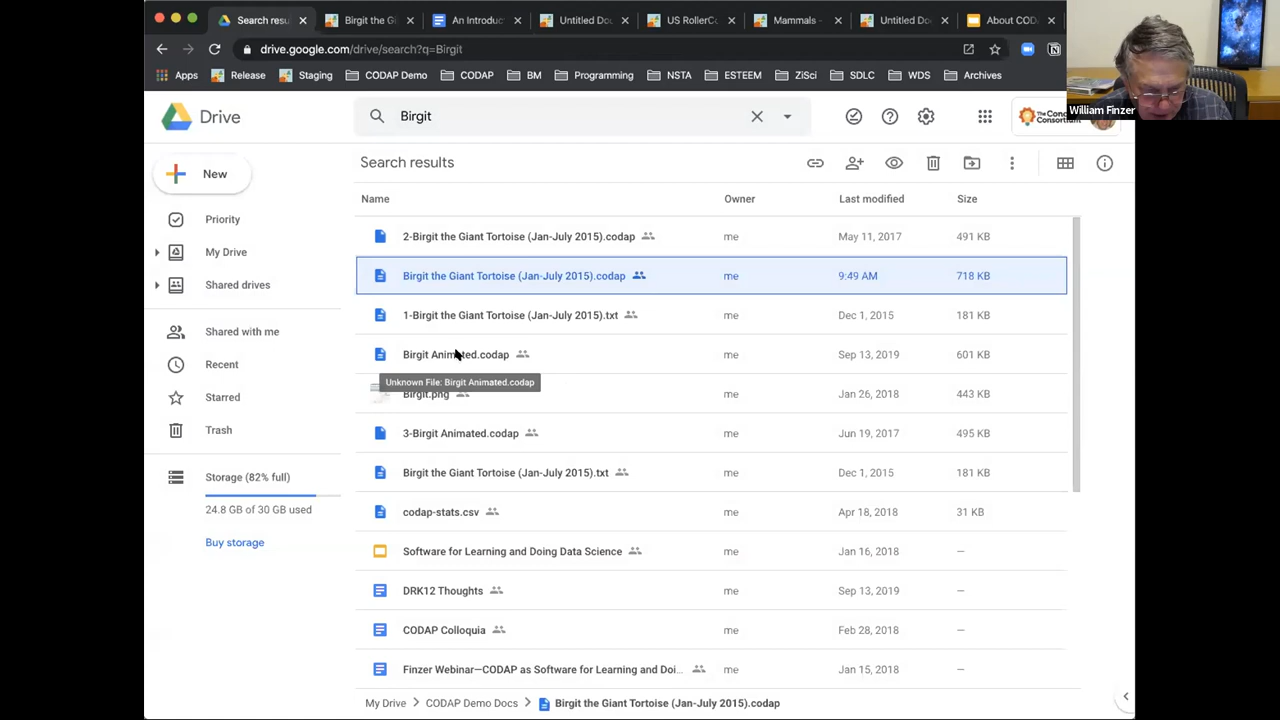 Search resu
Birgit the Gi
An Introduc
Untitled Dou
US RollerCo
Mammals -
Untitled Dou
About CODA
drive.google.com/drive/search?q=Birgit
Apps
Release
Staging
CODAP Demo
CODAP
BM
Programming
NSTA
ESTEEM
ZiSci
SDLC
WDS
Archives
William Finzer
Drive
Birgit
The Conc
Consortium
New
Search results
Name
Owner
Last modified
Size
Priority
My Drive
Shared drives
Shared with me
Recent
Starred
Trash
Storage (82% full)
24.8 GB of 30 GB used
Buy storage
2-Birgit the Giant Tortoise (Jan-July 2015).codap me May 11, 2017 491 KB
Birgit the Giant Tortoise (Jan-July 2015).codap me 9:49 AM 718 KB
1-Birgit the Giant Tortoise (Jan-July 2015).txt me Dec 1, 2015 181 KB
Birgit Animated.codap me Sep 13, 2019 601 KB
Unknown File: Birgit Animated.codap
Birgit.png me Jan 26, 2018 443 KB
3-Birgit Animated.codap me Jun 19, 2017 495 KB
Birgit the Giant Tortoise (Jan-July 2015).txt me Dec 1, 2015 181 KB
codap-stats.csv me Apr 18, 2018 31 KB
Software for Learning and Doing Data Science me Jan 16, 2018 —
DRK12 Thoughts me Sep 13, 2019 —
CODAP Colloquia me Feb 28, 2018 —
Finzer Webinar—CODAP as Software for Learning and Doi... me Jan 15, 2018 —
My Drive > CODAP Demo Docs > Birgit the Giant Tortoise (Jan-July 2015).codap